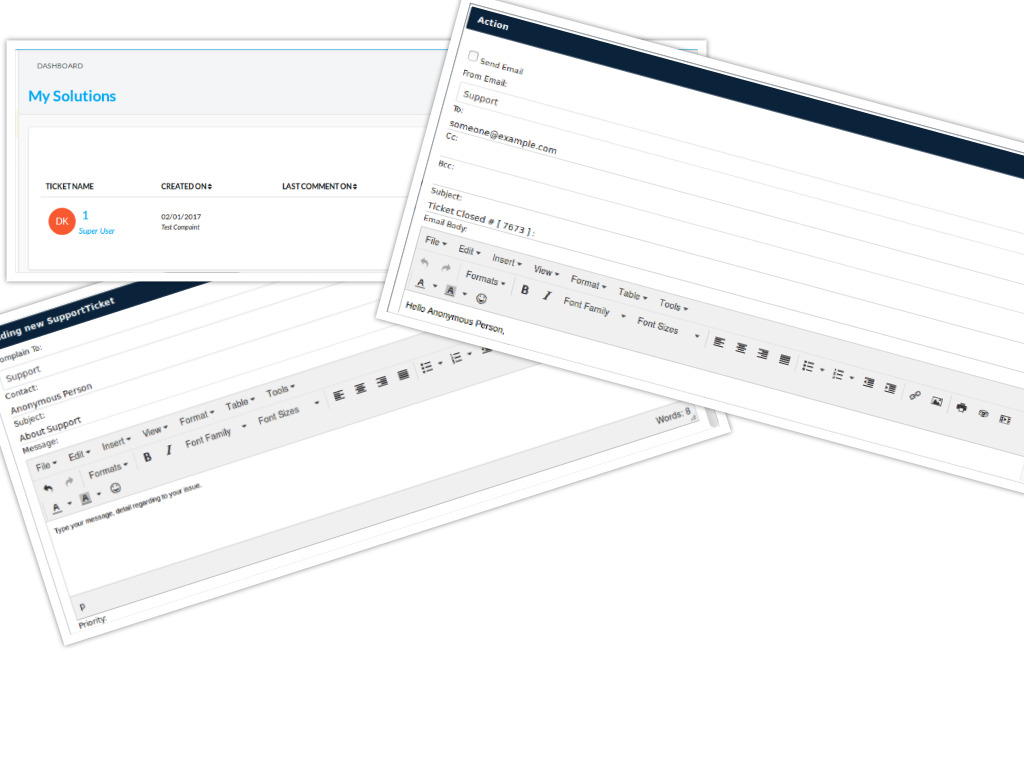 DASHBOARD
My Solutions
TICKET NAME CREATED ON LAST COMMENT ON
DK 1 02/01/2017
Super User Test Compaint
Action
Send Email
From Email:
Support
To:
someone@example.com
Cc:
Bcc:
Subject:
Ticket Closed # [ 7673 ] :
Email Body:
File Edit Insert View Format Table Tools
Formats B I Font Family Font Sizes
A A
Hello Anonymous Person,
ding new SupportTicket
omplain To:
Support
Contact:
Anonymous Person
Subject:
About Support
Message:
File Edit Insert View Format Table Tools
Formats B I Font Family Font Sizes
A A
Type your message, detail regarding to your issue.
p Words: 8
Priority: